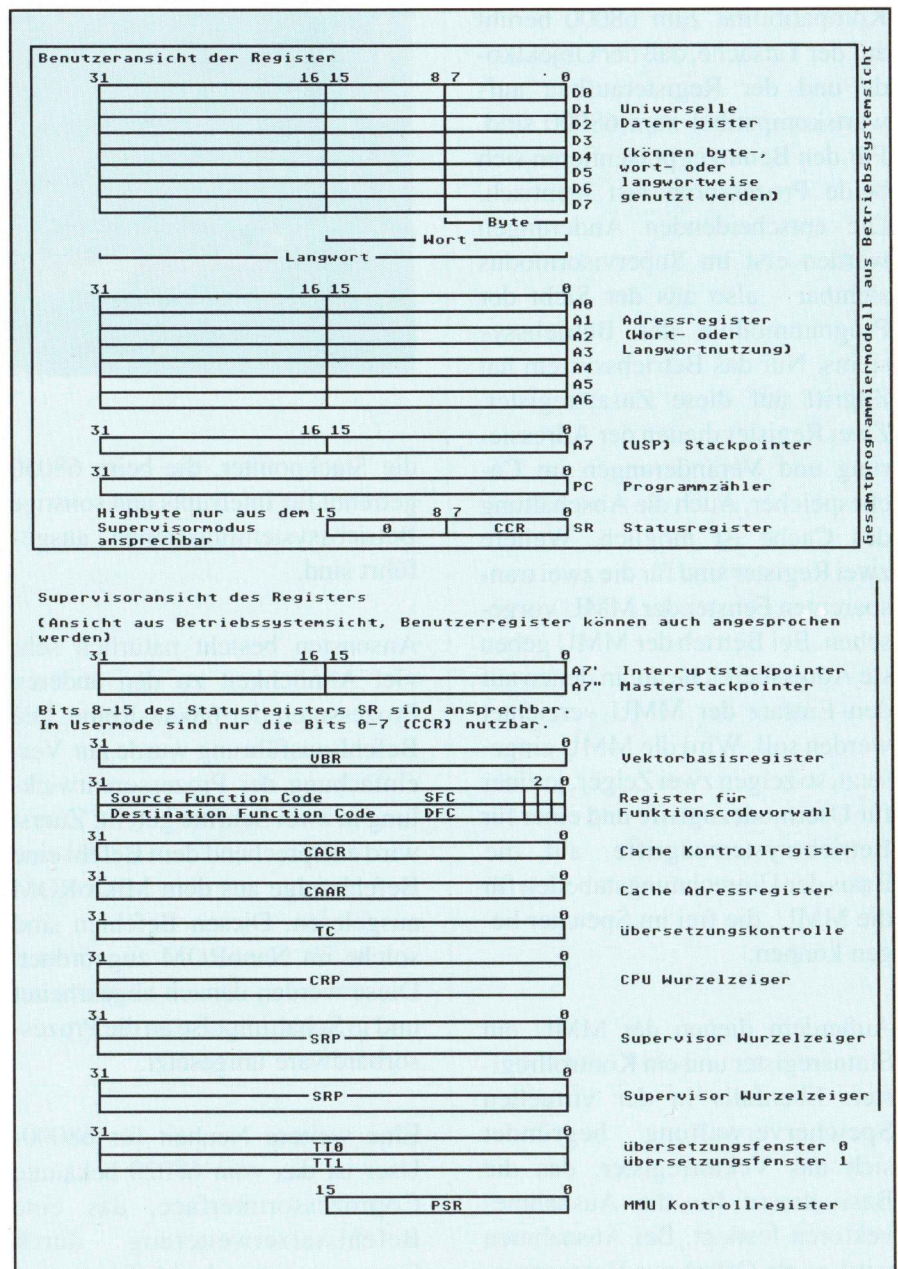 Benutzeransicht der Register
31 16 15 8 7 0
D0
D1 Universelle
D2 Datenregister
D3
D4 (können byte-,
D5 wort- oder
D6 langwortweise
D7 genutzt werden)
Byte
Wort
Langwort
31 16 15 0
A0
A1 Adressregister
A2 (Wort- oder
A3 Langwortnutzung)
A4
A5
A6
31 16 15 0
A7 (USP) Stackpointer
31 0
PC Programmzähler
Hiervon nur aus dem 15 8 7 0
Supervisormodus 0 CCR SR Statusregister
ansprechbar
Gesamtprogrammiermodell aus Betriebssystemsicht
Supervisoransicht des Registers
(Ansicht aus Betriebssystemsicht, Benutzerregister können auch angesprochen
werden)
31 16 15 0
A7' Interruptstackpointer
A7" Masterstackpointer
Bits 8-15 des Statusregisters SR sind ansprechbar.
Im Usermode sind nur die Bits 0-7 (CCR) nutzbar.
31 0
VBR Vektorbasisregister
31 2 0
Source Function Code SFC Register für
Destination Function Code DFC Funktionscodevorwahl
31 0
CACR Cache Kontrollregister
31 0
CAAR Cache Adressregister
31 0
TC übersetzungskontrolle
31 0
CRP CPU Wurzelzeiger
31 0
SRP Supervisor Wurzelzeiger
31 0
SRP Supervisor Wurzelzeiger
31 0
TT0 übersetzungsfenster 0
TT1 übersetzungsfenster 1
15 0
PSR MMU Kontrollregister